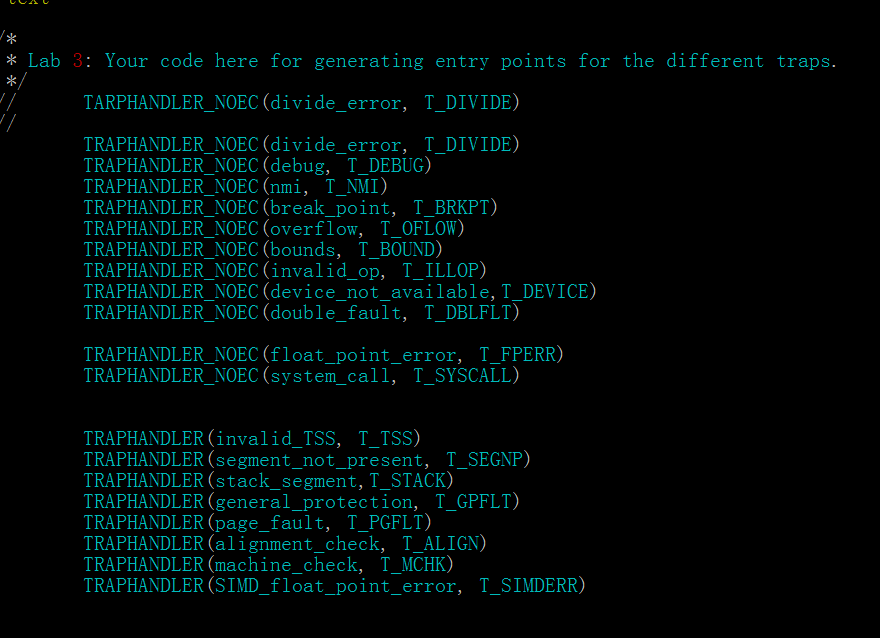 text
/*
* Lab 3: Your code here for generating entry points for the different traps.
*/
// TARPHANDLER_NOEC(divide_error, T_DIVIDE)
//
TRAPHANDLER_NOEC(divide_error, T_DIVIDE)
TRAPHANDLER_NOEC(debug, T_DEBUG)
TRAPHANDLER_NOEC(nmi, T_NMI)
TRAPHANDLER_NOEC(break_point, T_BRKPT)
TRAPHANDLER_NOEC(overflow, T_OFLOW)
TRAPHANDLER_NOEC(bounds, T_BOUND)
TRAPHANDLER_NOEC(invalid_op, T_ILLOP)
TRAPHANDLER_NOEC(device_not_available,T_DEVICE)
TRAPHANDLER_NOEC(double_fault, T_DBLFLT)
TRAPHANDLER_NOEC(float_point_error, T_FPERR)
TRAPHANDLER_NOEC(system_call, T_SYSCALL)
TRAPHANDLER(invalid_TSS, T_TSS)
TRAPHANDLER(segment_not_present, T_SEGNP)
TRAPHANDLER(stack_segment,T_STACK)
TRAPHANDLER(general_protection, T_GPFLT)
TRAPHANDLER(page_fault, T_PGFLT)
TRAPHANDLER(alignment_check, T_ALIGN)
TRAPHANDLER(machine_check, T_MCHK)
TRAPHANDLER(SIMD_float_point_error, T_SIMDERR)